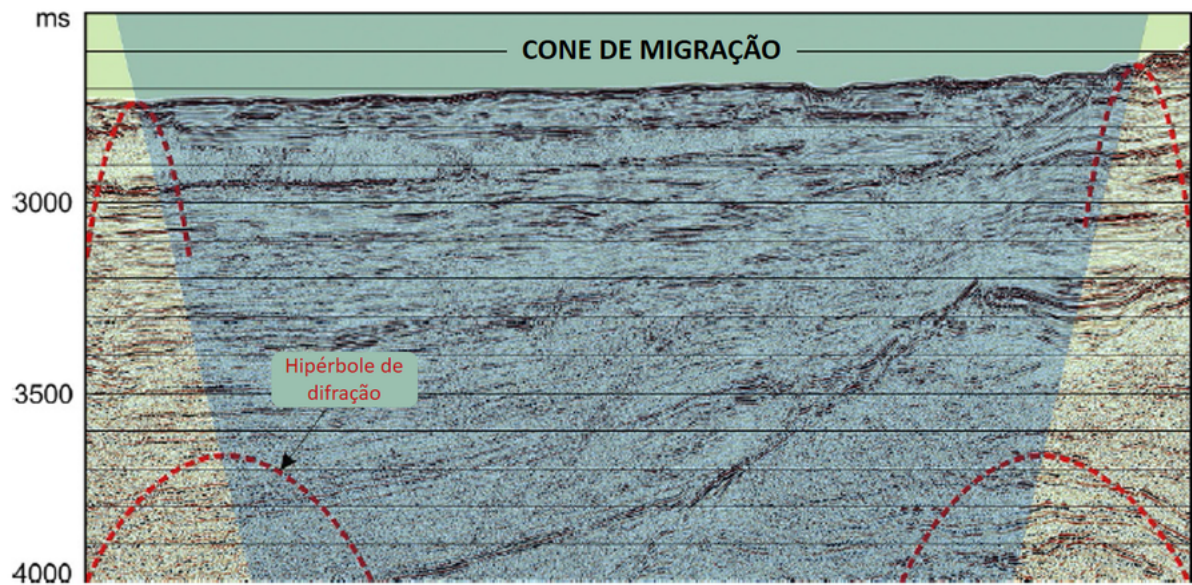 ms
CONE DE MIGRAÇÃO
3000
3500
Hipérbole de
difração
4000